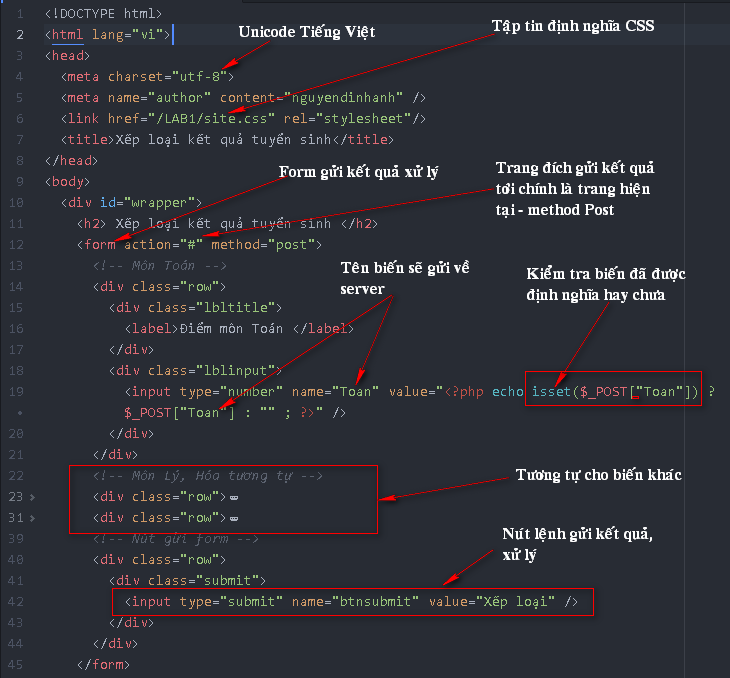 1 <!DOCTYPE html>
2 <html lang="vi">
Unicode Tiếng Việt
Tập tin định nghĩa CSS
3 <head>
4 <meta charset="utf-8">
5 <meta name="author" content="nguyendinhanh" />
6 <link href="/LAB1/site.css" rel="stylesheet"/>
7 <title>Xếp loại kết quả tuyển sinh</title>
8 </head>
9 <body>
Form gửi kết quả xử lý
Trang đích gửi kết quả
tới chính là trang hiện
tại - method Post
10 <div id="wrapper">
11 <h2> Xếp loại kết quả tuyển sinh </h2>
12 <form action="#" method="post">
13 <!-- Môn Toán -->
Tên biến sẽ gửi về
server
Kiểm tra biến đã được
định nghĩa hay chưa
14 <div class="row">
15 <div class="lbltitle">
16 <label>Điểm môn Toán </label>
17 </div>
18 <div class="lblinput">
19 <input type="number" name="Toan" value="<?php echo isset($_POST["Toan"]) ?
$_POST["Toan"] : "" ; ?>" />
20 </div>
21 </div>
22 <!-- Môn Lý, Hóa tương tự -->
Tương tự cho biến khác
23 <div class="row">
31 <div class="row">
39 <!-- Nút gửi form -->
Nút lệnh gửi kết quả,
xử lý
40 <div class="row">
41 <div class="submit">
42 <input type="submit" name="btnsubmit" value="Xếp loại" />
43 </div>
44 </div>
45 </form>